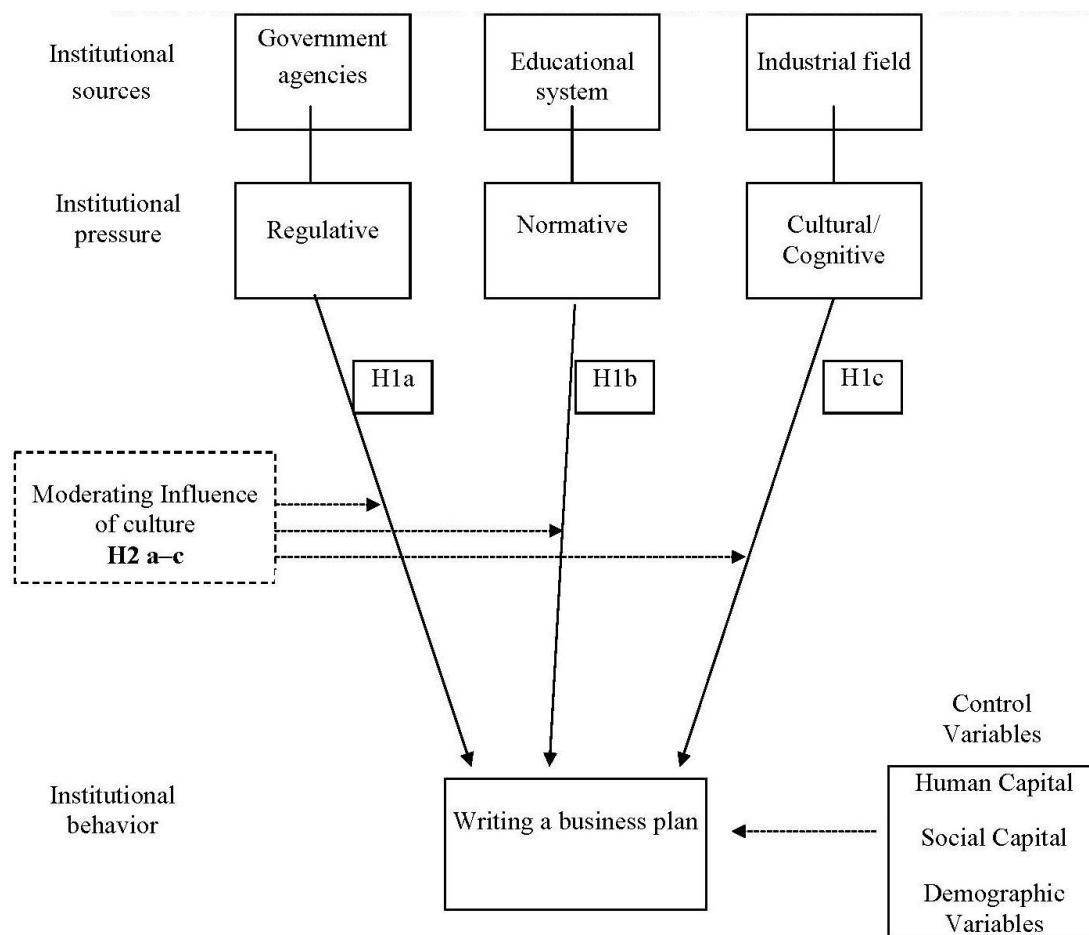 Institutional
sources
Government
agencies
Educational
system
Industrial field
Institutional
pressure
Regulative
Normative
Cultural/
Cognitive
H1a
H1b
H1c
Moderating Influence
of culture
H2 a–c
Control
Variables
Institutional
behavior
Writing a business plan
Human Capital
Social Capital
Demographic
Variables